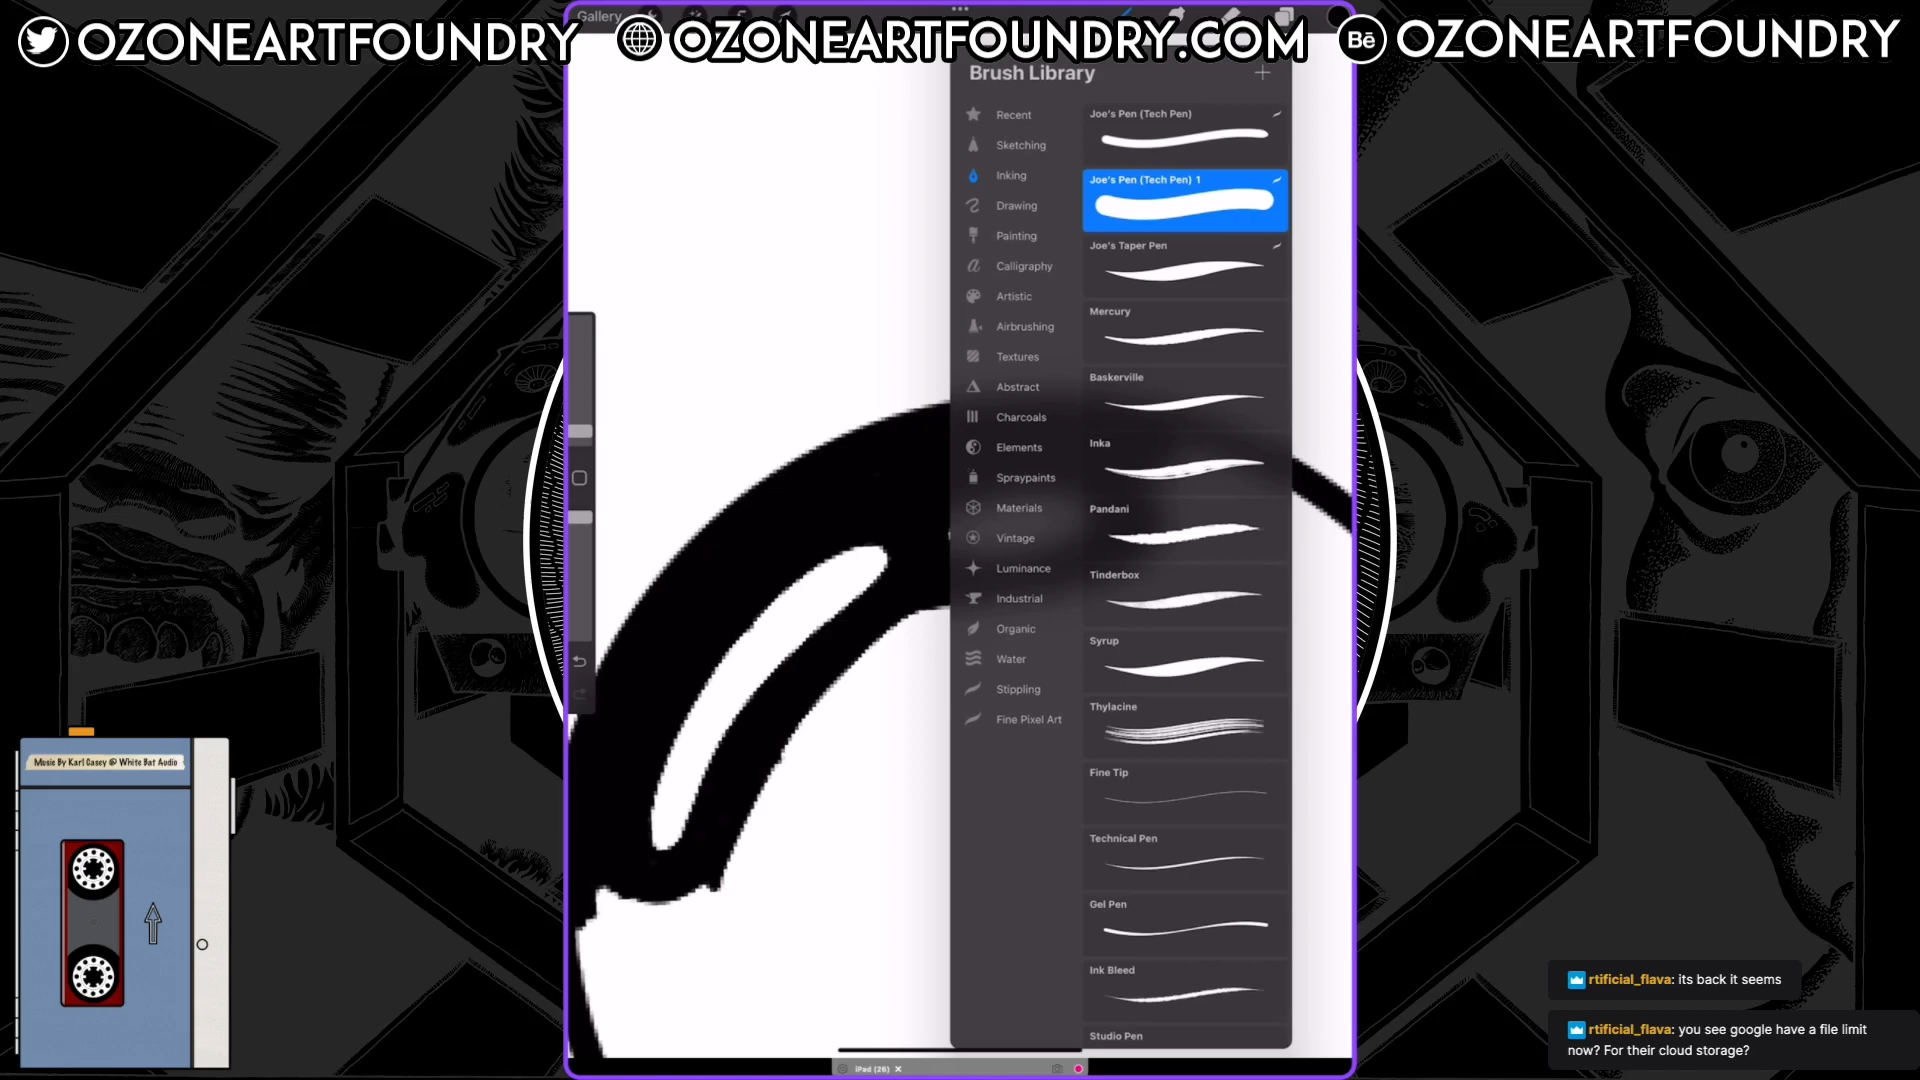 OZONEARTFOUNDRY
OZONEARTFOUNDRY.COM
Bē OZONEARTFOUNDRY
Gallery
Brush Library
Recent
Sketching
Inking
Drawing
Painting
Calligraphy
Artistic
Airbrushing
Textures
Abstract
Charcoals
Elements
Spraypaints
Materials
Vintage
Luminance
Industrial
Organic
Water
Stippling
Fine Pixel Art
Joe's Pen (Tech Pen)
Joe's Pen (Tech Pen) 1
Joe's Taper Pen
Mercury
Baskerville
Inka
Pandani
Tinderbox
Syrup
Thylacine
Fine Tip
Technical Pen
Gel Pen
Ink Bleed
Studio Pen
Music By Karl Casey @ White Bat Audio
rtificial_flava: its back it seems
rtificial_flava: you see google have a file limit
now? For their cloud storage?
iPad (26)